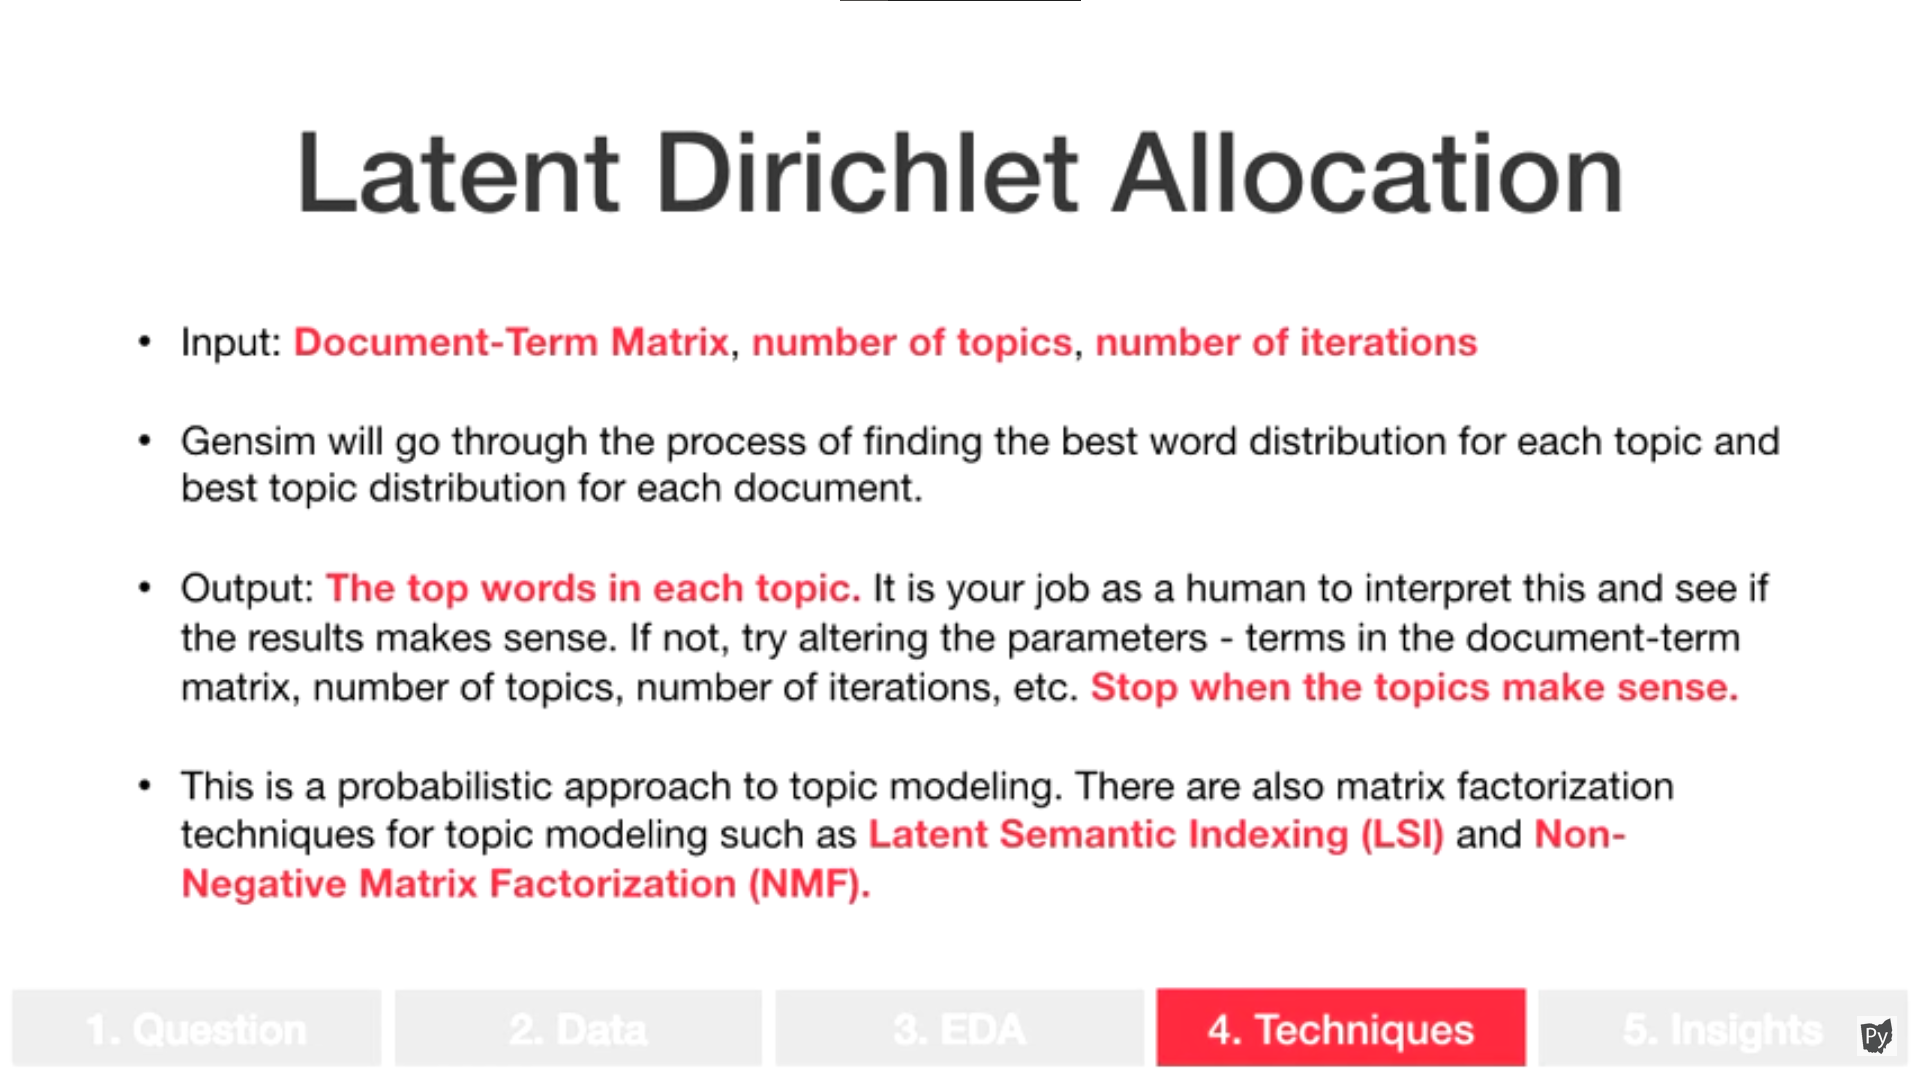 Latent Dirichlet Allocation
• Input: Document-Term Matrix, number of topics, number of iterations
• Gensim will go through the process of finding the best word distribution for each topic and
best topic distribution for each document.
• Output: The top words in each topic. It is your job as a human to interpret this and see if
the results makes sense. If not, try altering the parameters - terms in the document-term
matrix, number of topics, number of iterations, etc. Stop when the topics make sense.
• This is a probabilistic approach to topic modeling. There are also matrix factorization
techniques for topic modeling such as Latent Semantic Indexing (LSI) and Non-
Negative Matrix Factorization (NMF).
1. Question 2. Data 3. EDA 4. Techniques 5. Insights
Py